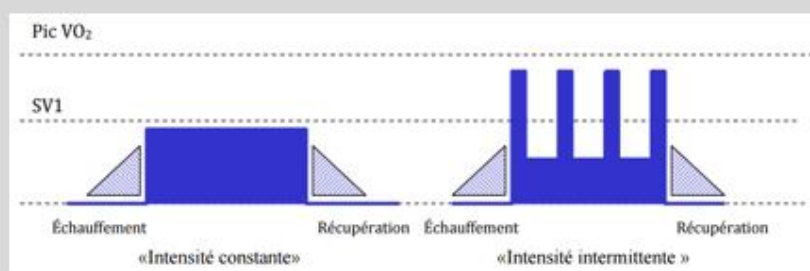 Pic VO₂
SV1
Échauffement Récupération Échauffement Récupération
«Intensité constante» «Intensité intermittente »